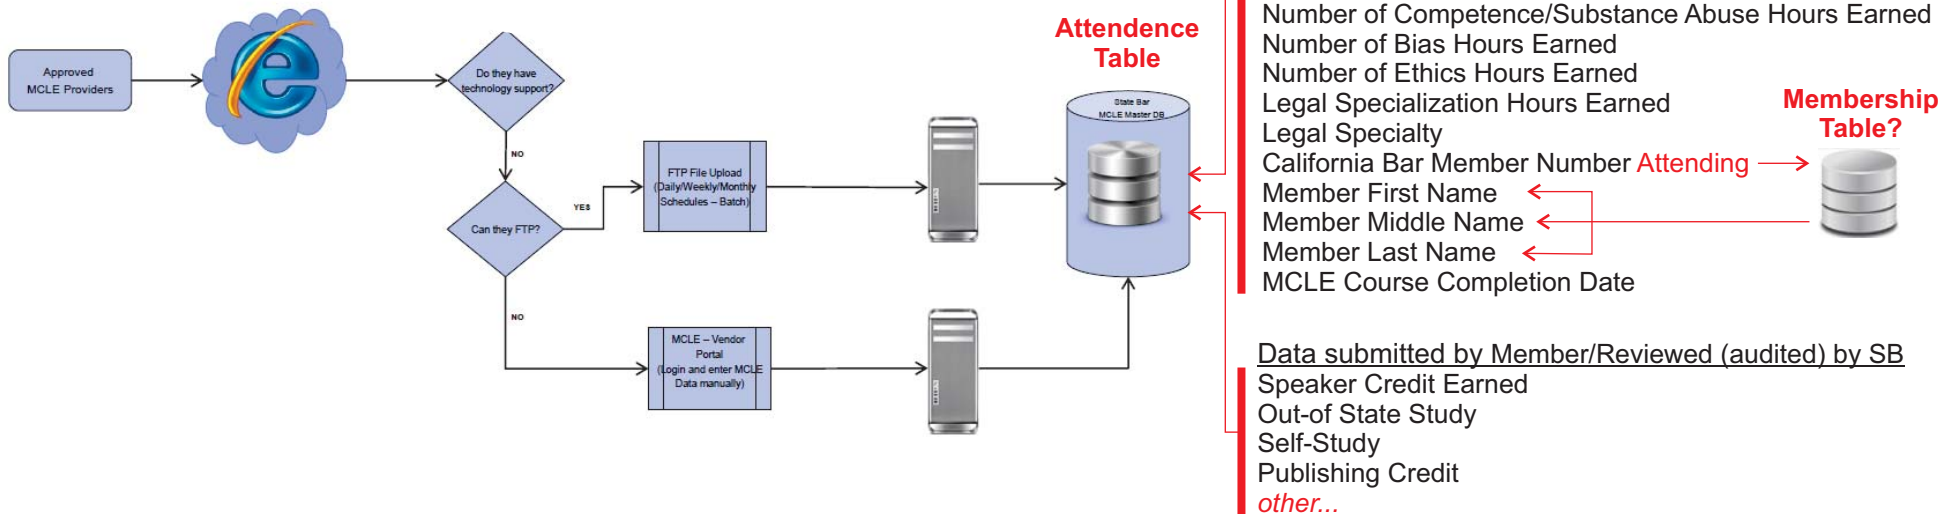 Approved
MCLE Providers
Do they have
technology support?
NO
Can they FTP?
YES
FTP File Upload
(Daily/Weekly/Monthly
Schedules – Batch)
NO
MCLE – Vendor
Portal
(Login and enter MCLE
Data manually)
Attendence
Table
State Bar
MCLE Master DB
Number of Competence/Substance Abuse Hours Earned
Number of Bias Hours Earned
Number of Ethics Hours Earned
Legal Specialization Hours Earned
Legal Specialty
California Bar Member Number Attending
Member First Name
Member Middle Name
Member Last Name
MCLE Course Completion Date
Membership
Table?
Data submitted by Member/Reviewed (audited) by SB
Speaker Credit Earned
Out-of State Study
Self-Study
Publishing Credit
other...